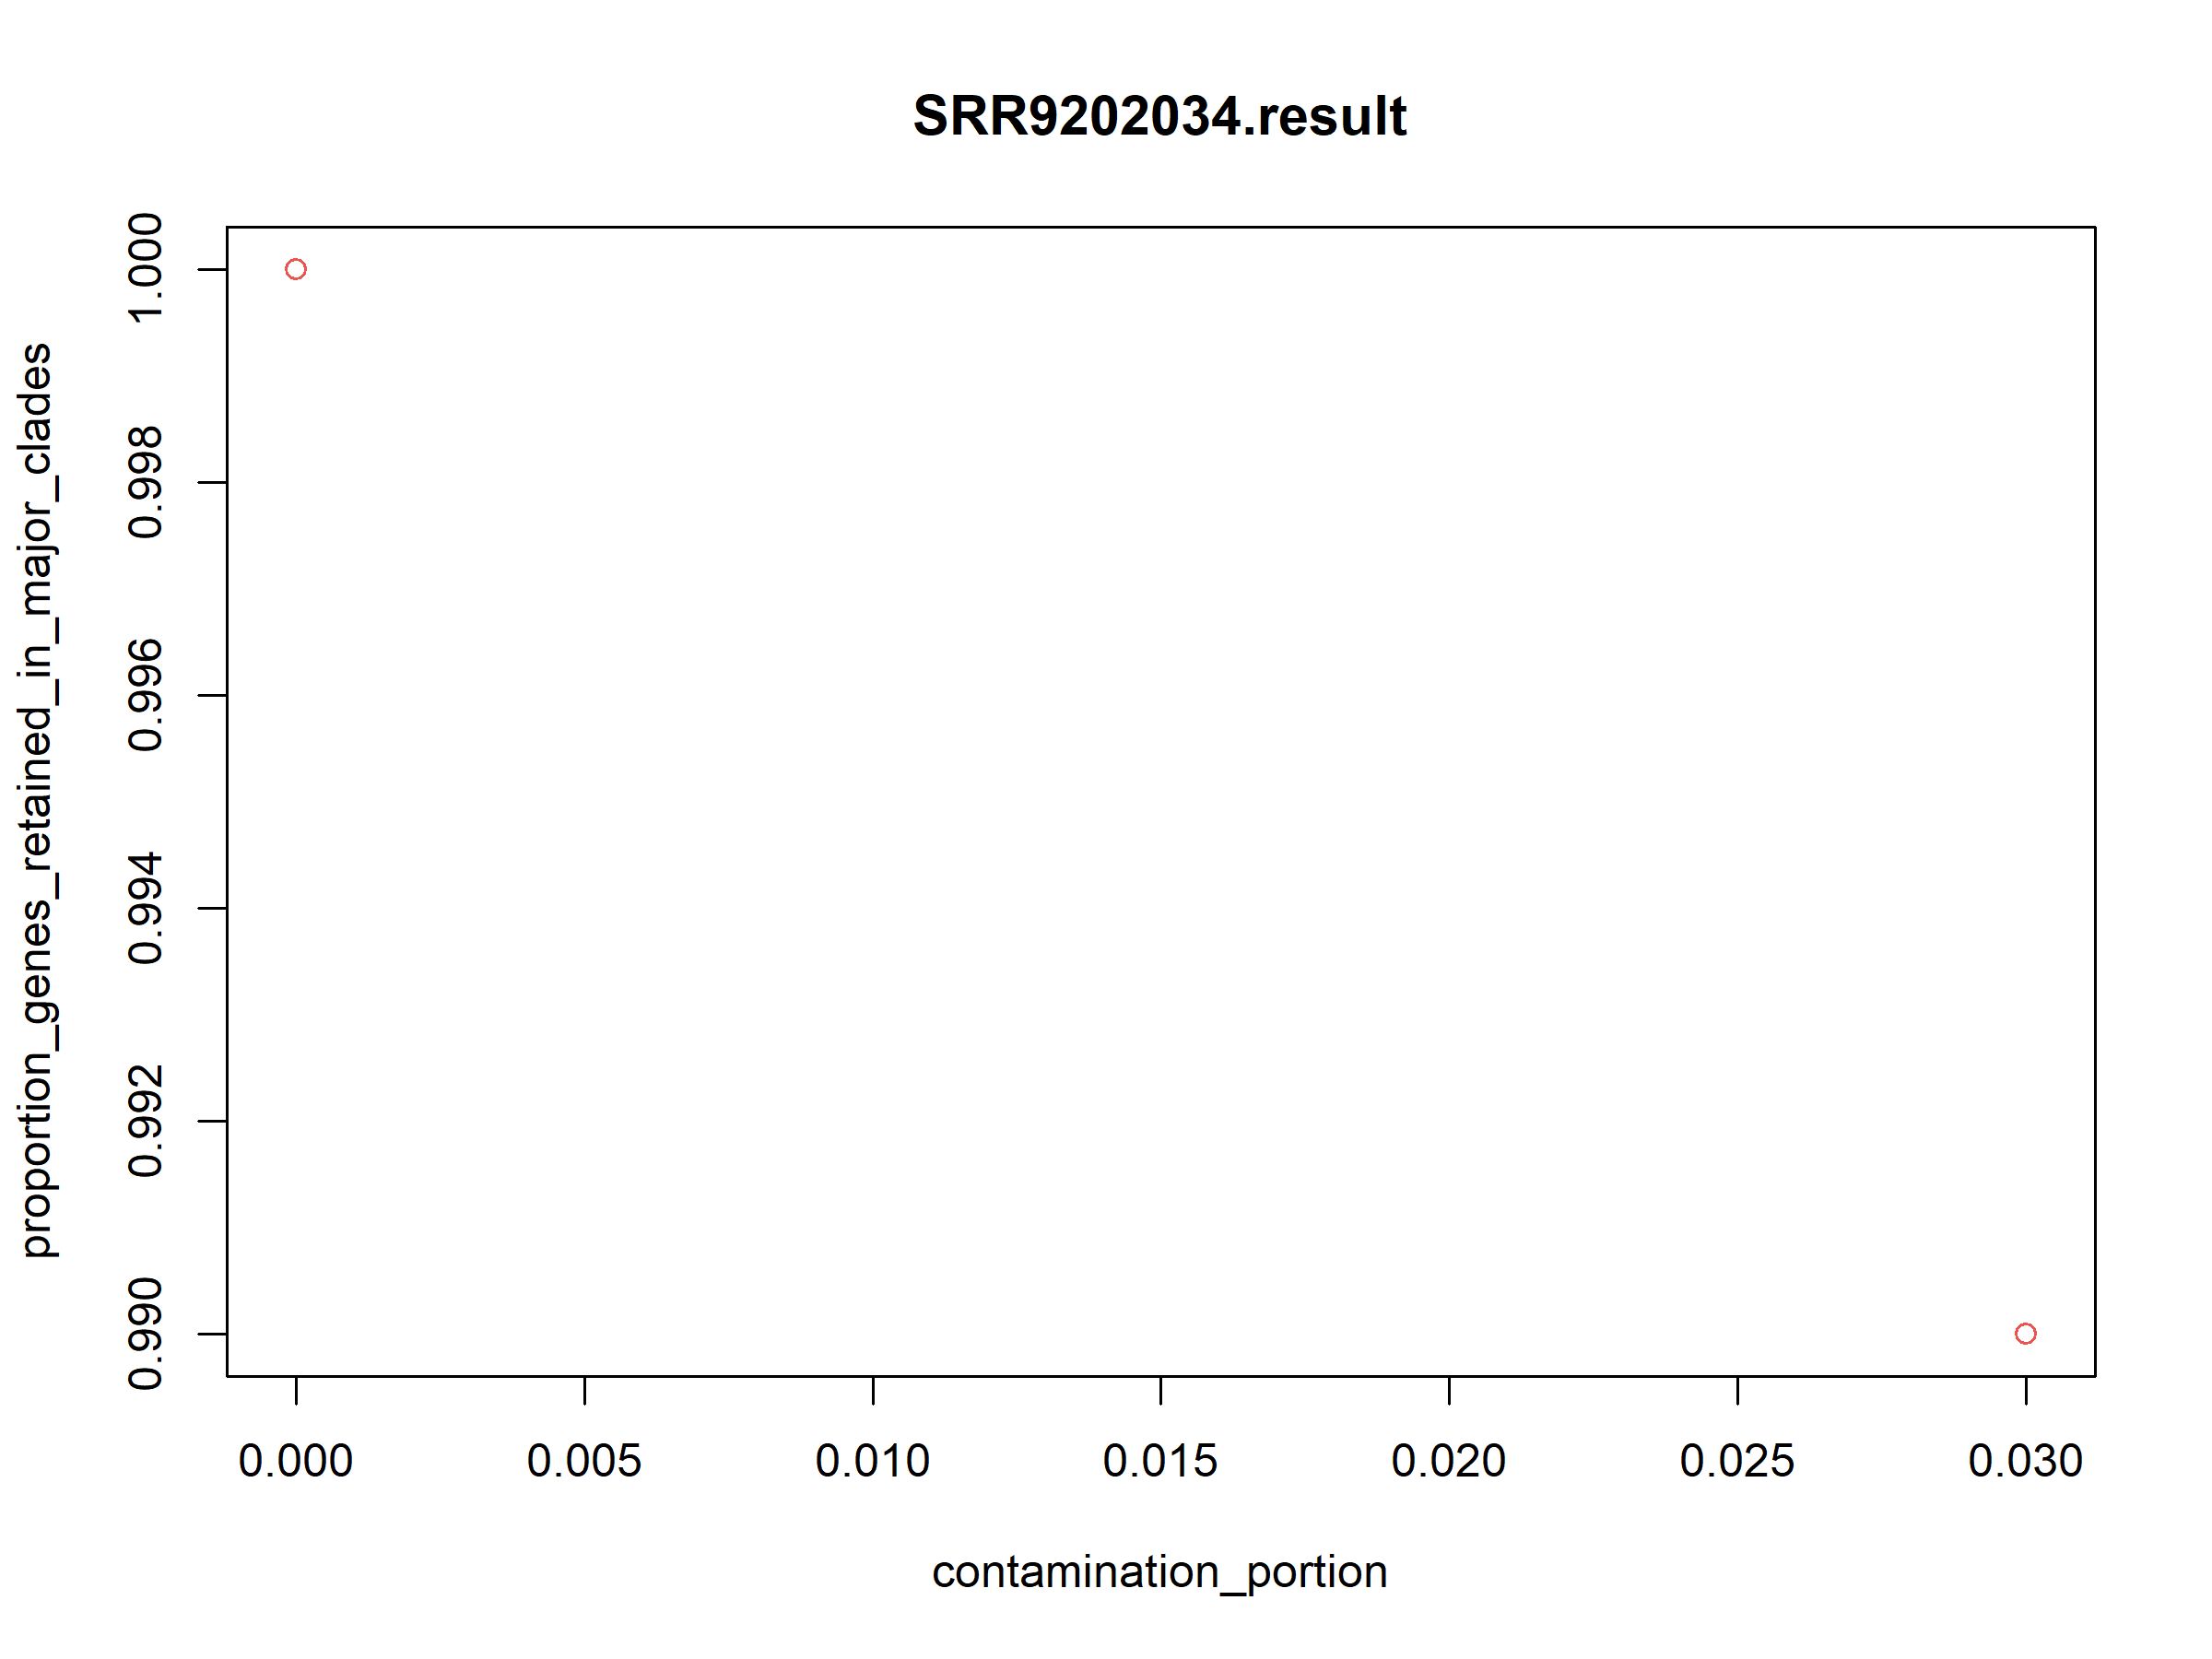 SRR9202034.result
proportion_genes_retained_in_major_clades
1.000
0.998
0.996
0.994
0.992
0.990
0.000 0.005 0.010 0.015 0.020 0.025 0.030
contamination_portion